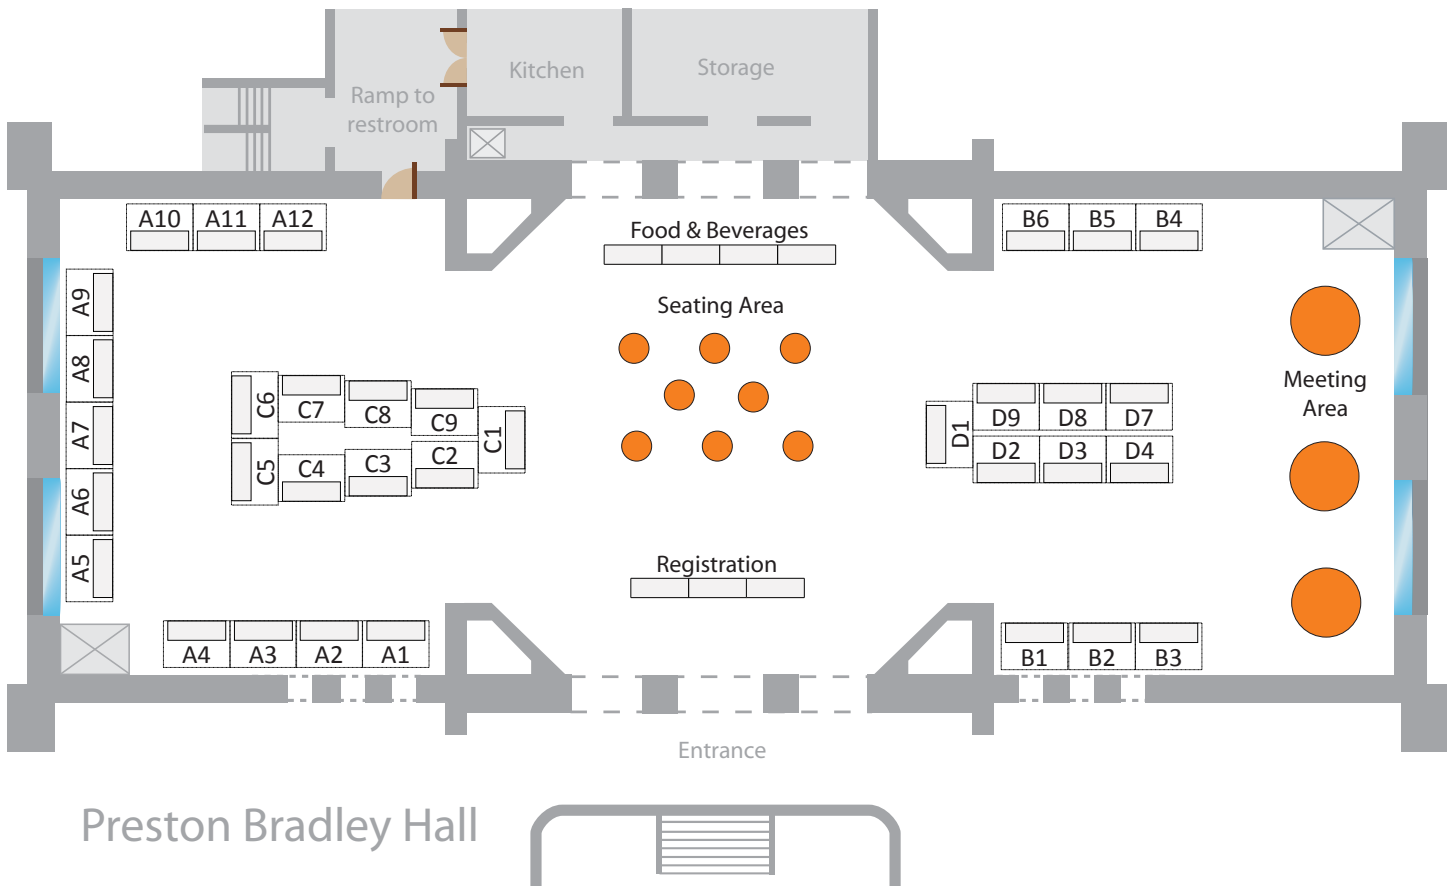 Kitchen
Storage
Ramp to
restroom
A10 A11 A12
Food & Beverages
B6 B5 B4
A9
A8
A7
A6
A5
Seating Area
Meeting
Area
C6 C7 C8 C9 C1
C5 C4 C3 C2
D1 D9 D8 D7
D2 D3 D4
Registration
A4 A3 A2 A1
B1 B2 B3
Entrance
Preston Bradley Hall